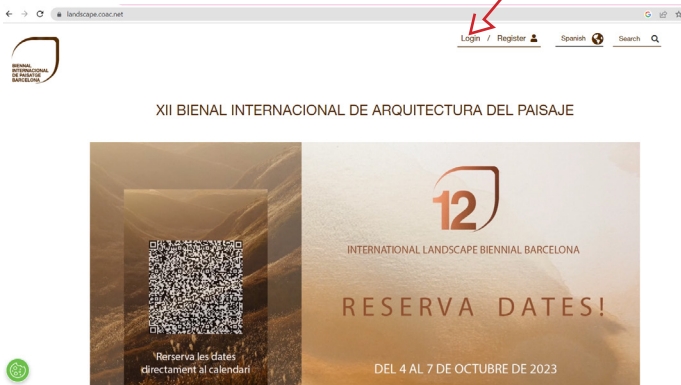 landscape.coac.net
Login / Register
Spanish
Search
BIENNAL
INTERNACIONAL
DE PAISATGE
BARCELONA
XII BIENAL INTERNACIONAL DE ARQUITECTURA DEL PAISAJE
12
INTERNATIONAL LANDSCAPE BIENNIAL BARCELONA
RESERVA DATES!
Rerserva les dates
directament al calendari
DEL 4 AL 7 DE OCTUBRE DE 2023